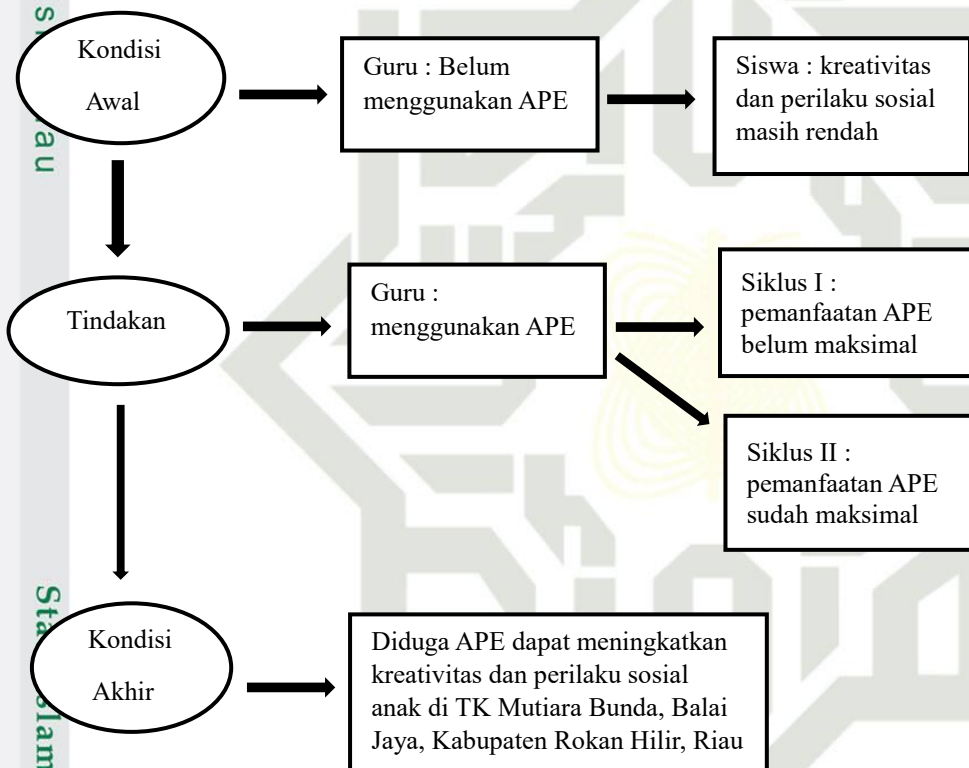 Kondisi
Awal
Guru : Belum
menggunakan APE
Siswa : kreativitas
dan perilaku sosial
masih rendah
Tindakan
Guru :
menggunakan APE
Siklus I :
pemanfaatan APE
belum maksimal
Siklus II :
pemanfaatan APE
sudah maksimal
Kondisi
Akhir
Diduga APE dapat meningkatkan
kreativitas dan perilaku sosial
anak di TK Mutiara Bunda, Balai
Jaya, Kabupaten Rokan Hilir, Riau